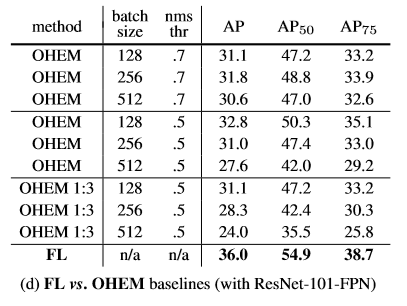 method batch size nms thr AP AP50 AP75
OHEM 128 .7 31.1 47.2 33.2
OHEM 256 .7 31.8 48.8 33.9
OHEM 512 .7 30.6 47.0 32.6
OHEM 128 .5 32.8 50.3 35.1
OHEM 256 .5 31.0 47.4 33.0
OHEM 512 .5 27.6 42.0 29.2
OHEM 1:3 128 .5 31.1 47.2 33.2
OHEM 1:3 256 .5 28.3 42.4 30.3
OHEM 1:3 512 .5 24.0 35.5 25.8
FL n/a n/a 36.0 54.9 38.7
(d) FL vs. OHEM baselines (with ResNet-101-FPN)